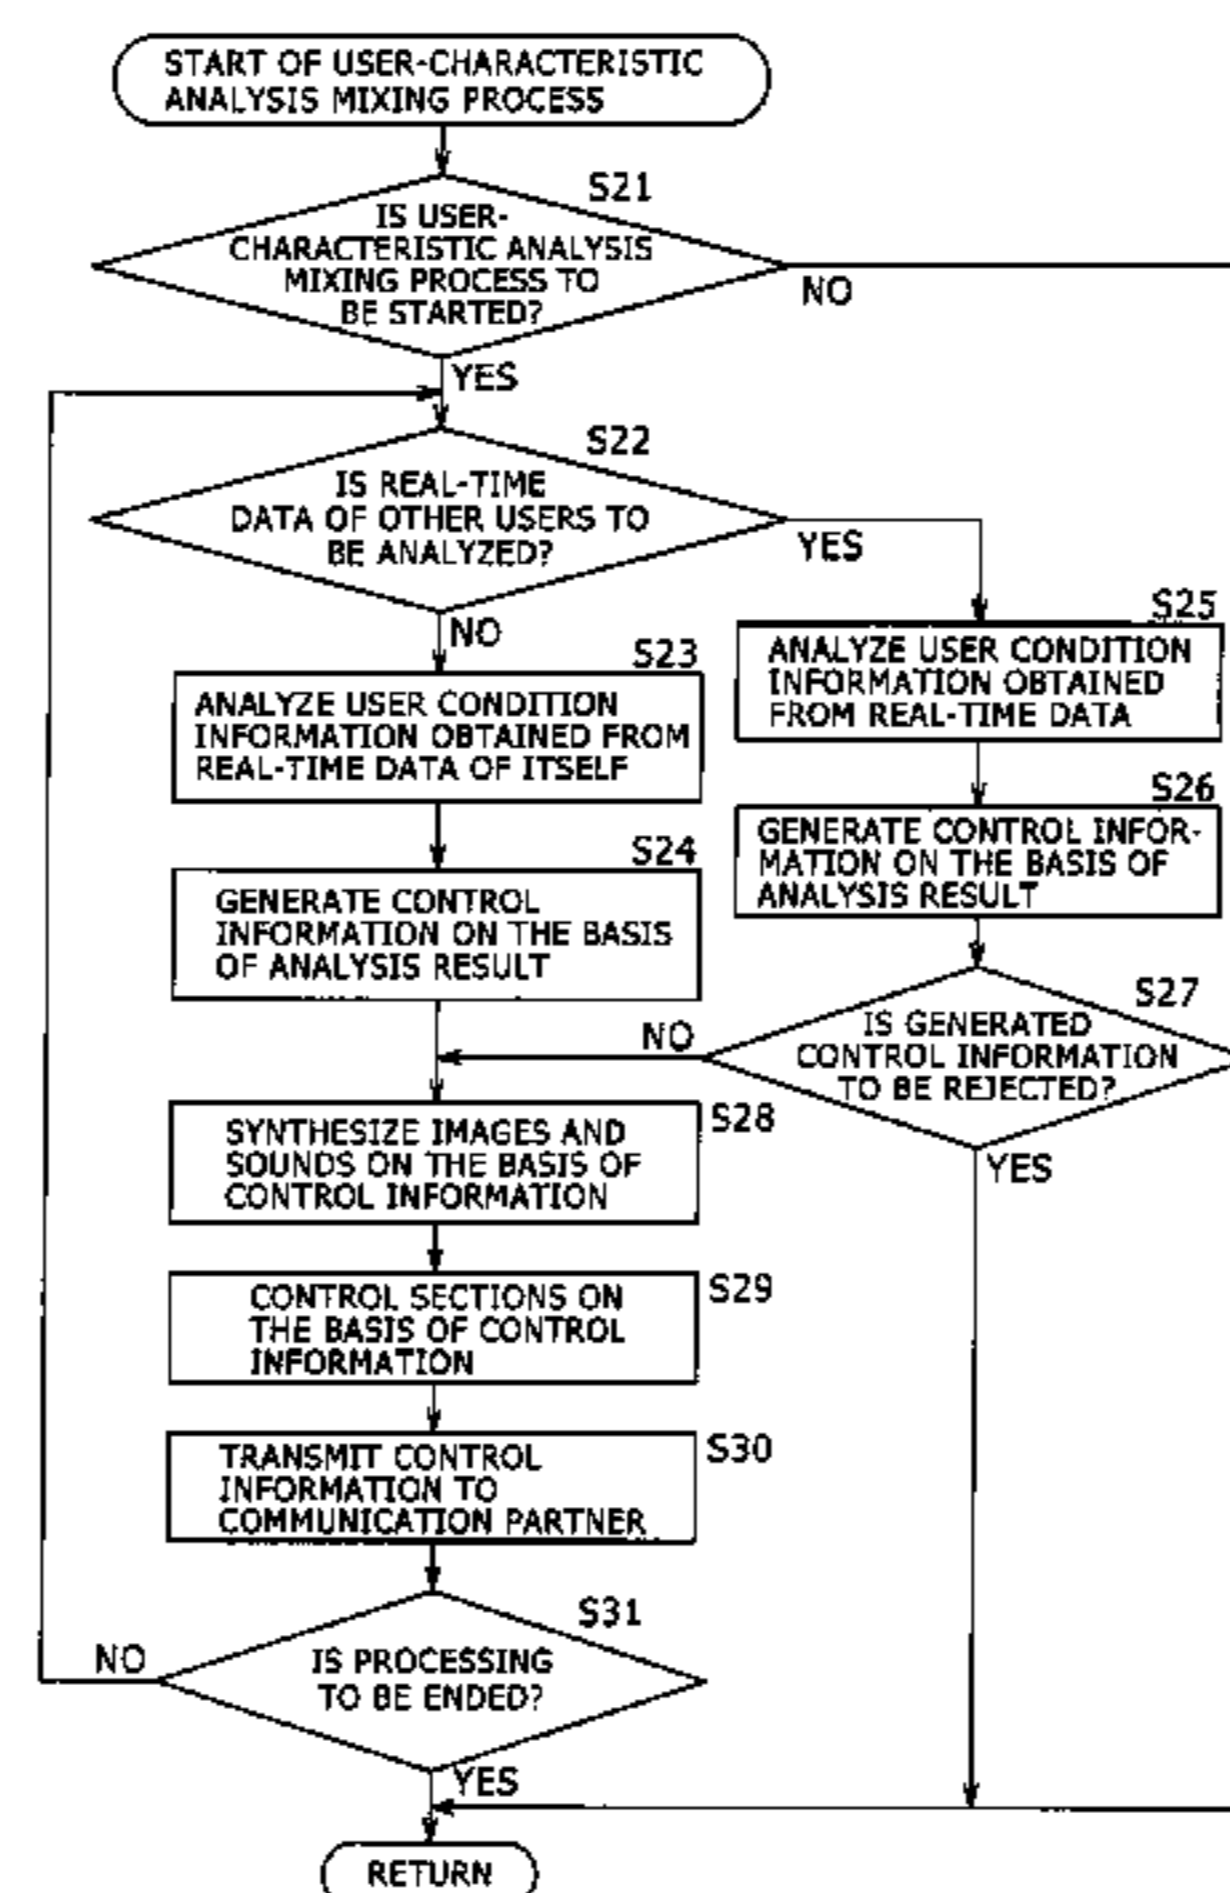 START OF USER-CHARACTERISTIC
ANALYSIS MIXING PROCESS
S21
IS USER-
CHARACTERISTIC ANALYSIS
MIXING PROCESS TO
BE STARTED?
NO
YES
S22
IS REAL-TIME
DATA OF OTHER USERS TO
BE ANALYZED?
YES
NO
S23
ANALYZE USER CONDITION
INFORMATION OBTAINED FROM
REAL-TIME DATA OF ITSELF
S24
GENERATE CONTROL
INFORMATION ON THE BASIS
OF ANALYSIS RESULT
S25
ANALYZE USER CONDITION
INFORMATION OBTAINED
FROM REAL-TIME DATA
S26
GENERATE CONTROL INFOR-
MATION ON THE BASIS OF
ANALYSIS RESULT
S27
IS GENERATED
CONTROL INFORMATION
TO BE REJECTED?
NO
YES
S28
SYNTHESIZE IMAGES AND
SOUNDS ON THE BASIS OF
CONTROL INFORMATION
S29
CONTROL SECTIONS ON
THE BASIS OF CONTROL
INFORMATION
S30
TRANSMIT CONTROL
INFORMATION TO
COMMUNICATION PARTNER
S31
IS PROCESSING
TO BE ENDED?
NO
YES
RETURN